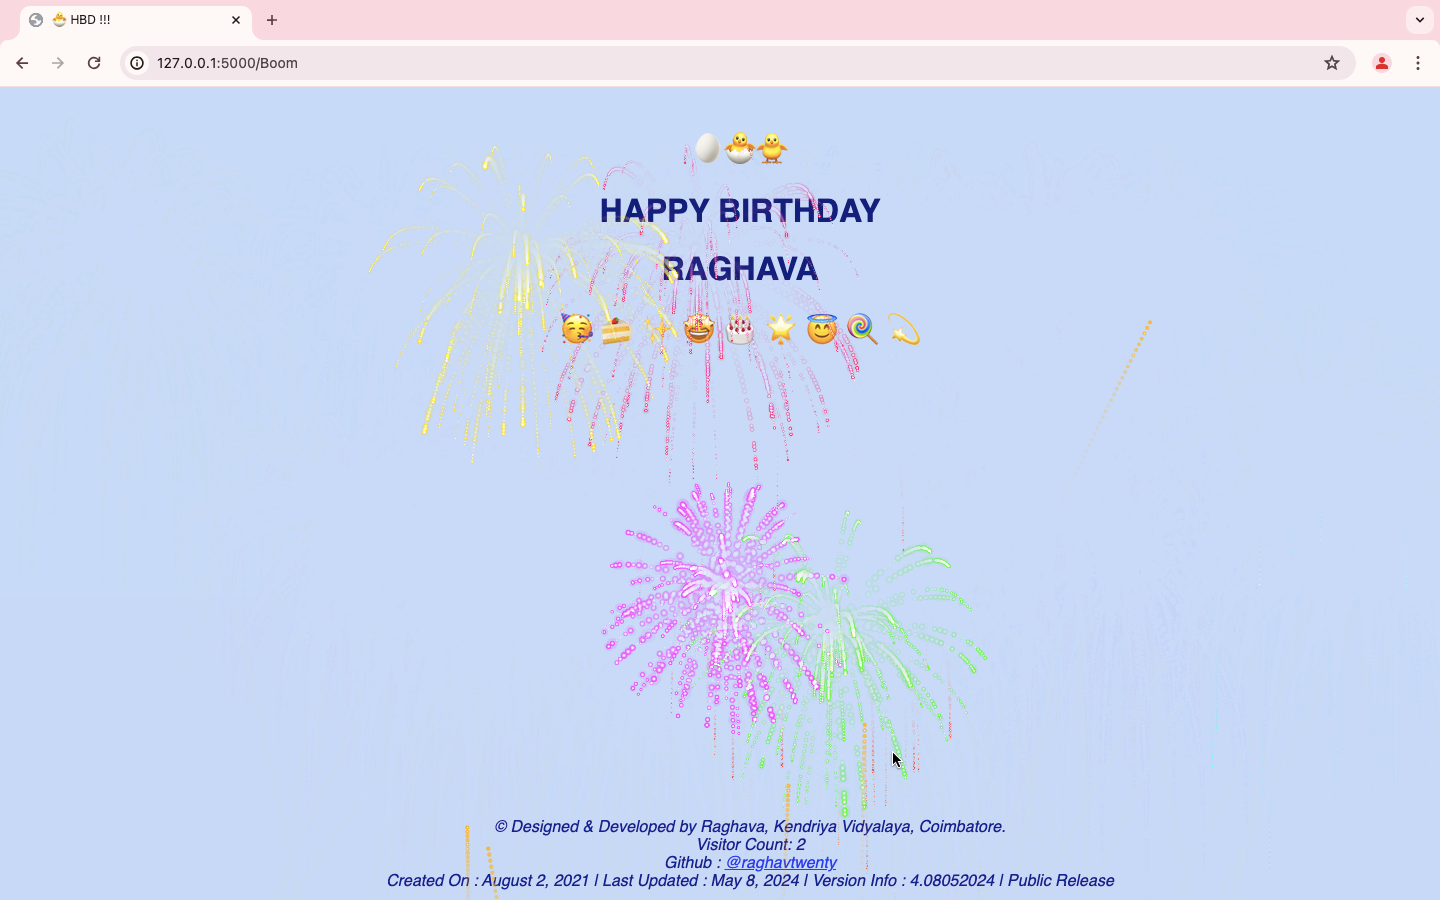 🐣 HBD !!!
127.0.0.1:5000/Boom
🥚🐣🐥
HAPPY BIRTHDAY
RAGHAVA
🥳 🍰 ✨ 🤩 🎂 🌟 😇 🍭 💫
© Designed & Developed by Raghava, Kendriya Vidyalaya, Coimbatore.
Visitor Count: 2
Github : @raghavtwenty
Created On : August 2, 2021 | Last Updated : May 8, 2024 | Version Info : 4.08052024 | Public Release